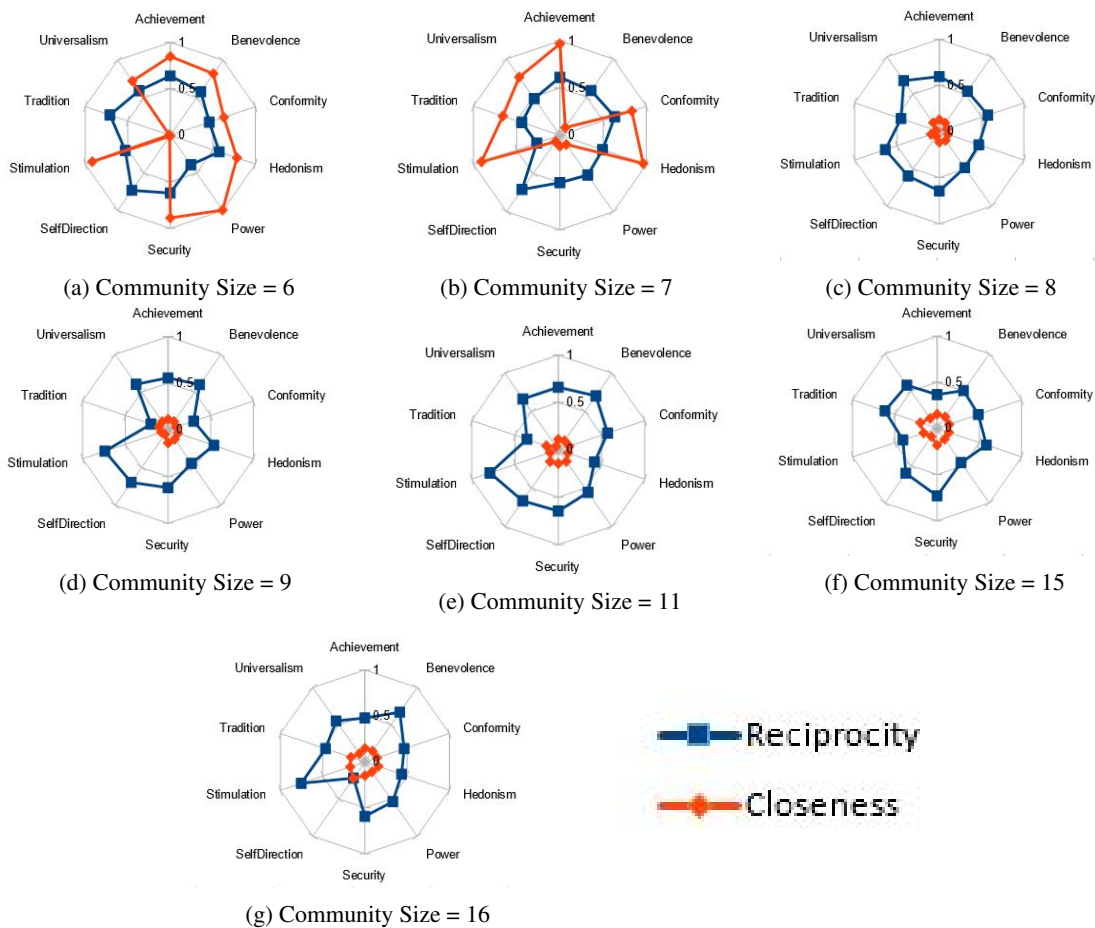 Achievement
1
Universalism
Benevolence
Tradition
0.5
Conformity
0
Stimulation
Hedonism
SelfDirection
Power
Security
(a) Community Size = 6
Achievement
1
Universalism
Benevolence
Tradition
0.5
Conformity
0
Stimulation
Hedonism
SelfDirection
Power
Security
(b) Community Size = 7
Achievement
1
Universalism
Benevolence
Tradition
0.5
Conformity
0
Stimulation
Hedonism
SelfDirection
Power
Security
(c) Community Size = 8
Achievement
1
Universalism
Benevolence
Tradition
0.5
Conformity
0
Stimulation
Hedonism
SelfDirection
Power
Security
(d) Community Size = 9
Achievement
1
Universalism
Benevolence
Tradition
0.5
Conformity
0
Stimulation
Hedonism
SelfDirection
Power
Security
(e) Community Size = 11
Achievement
1
Universalism
Benevolence
Tradition
0.5
Conformity
0
Stimulation
Hedonism
SelfDirection
Power
Security
(f) Community Size = 15
Achievement
1
Universalism
Benevolence
Tradition
0.5
Conformity
0
Stimulation
Hedonism
SelfDirection
Power
Security
(g) Community Size = 16
Reciprocity
Closeness